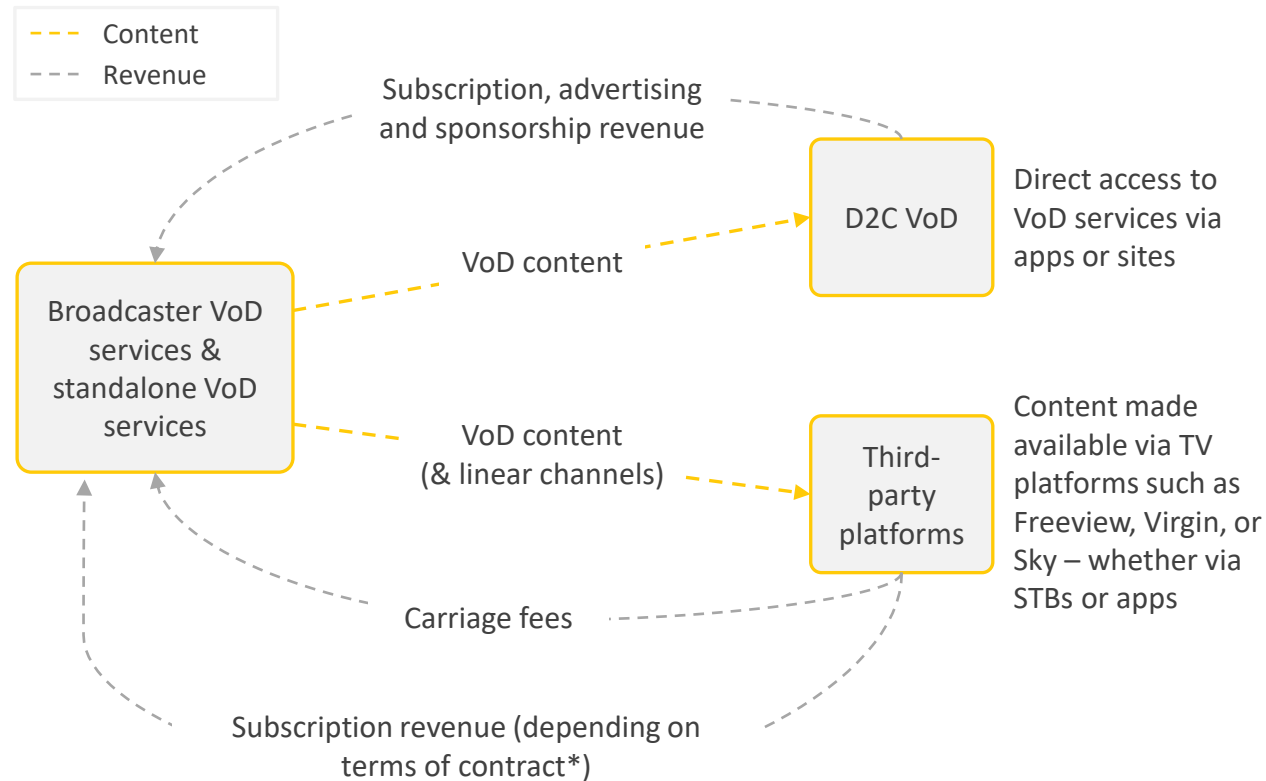 Content
Revenue
Subscription, advertising
and sponsorship revenue
D2C VoD
Direct access to
VoD services via
apps or sites
VoD content
Broadcaster VoD
services &
standalone VoD
services
VoD content
(& linear channels)
Third-
party
platforms
Content made
available via TV
platforms such as
Freeview, Virgin, or
Sky – whether via
STBs or apps
Carriage fees
Subscription revenue (depending on
terms of contract*)